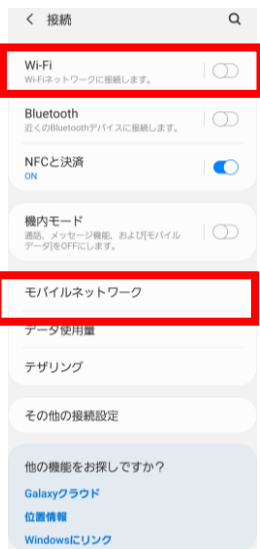 接続
Wi-Fi
Wi-Fiネットワークに接続します。
Bluetooth
近くのBluetoothデバイスに接続します。
NFCと決済
ON
機内モード
通話、メッセージ機能、および[モバイル
データ]をOFFにします。
モバイルネットワーク
データ使用量
テザリング
その他の接続設定
他の機能をお探しですか？
Galaxyクラウド
位置情報
Windowsにリンク